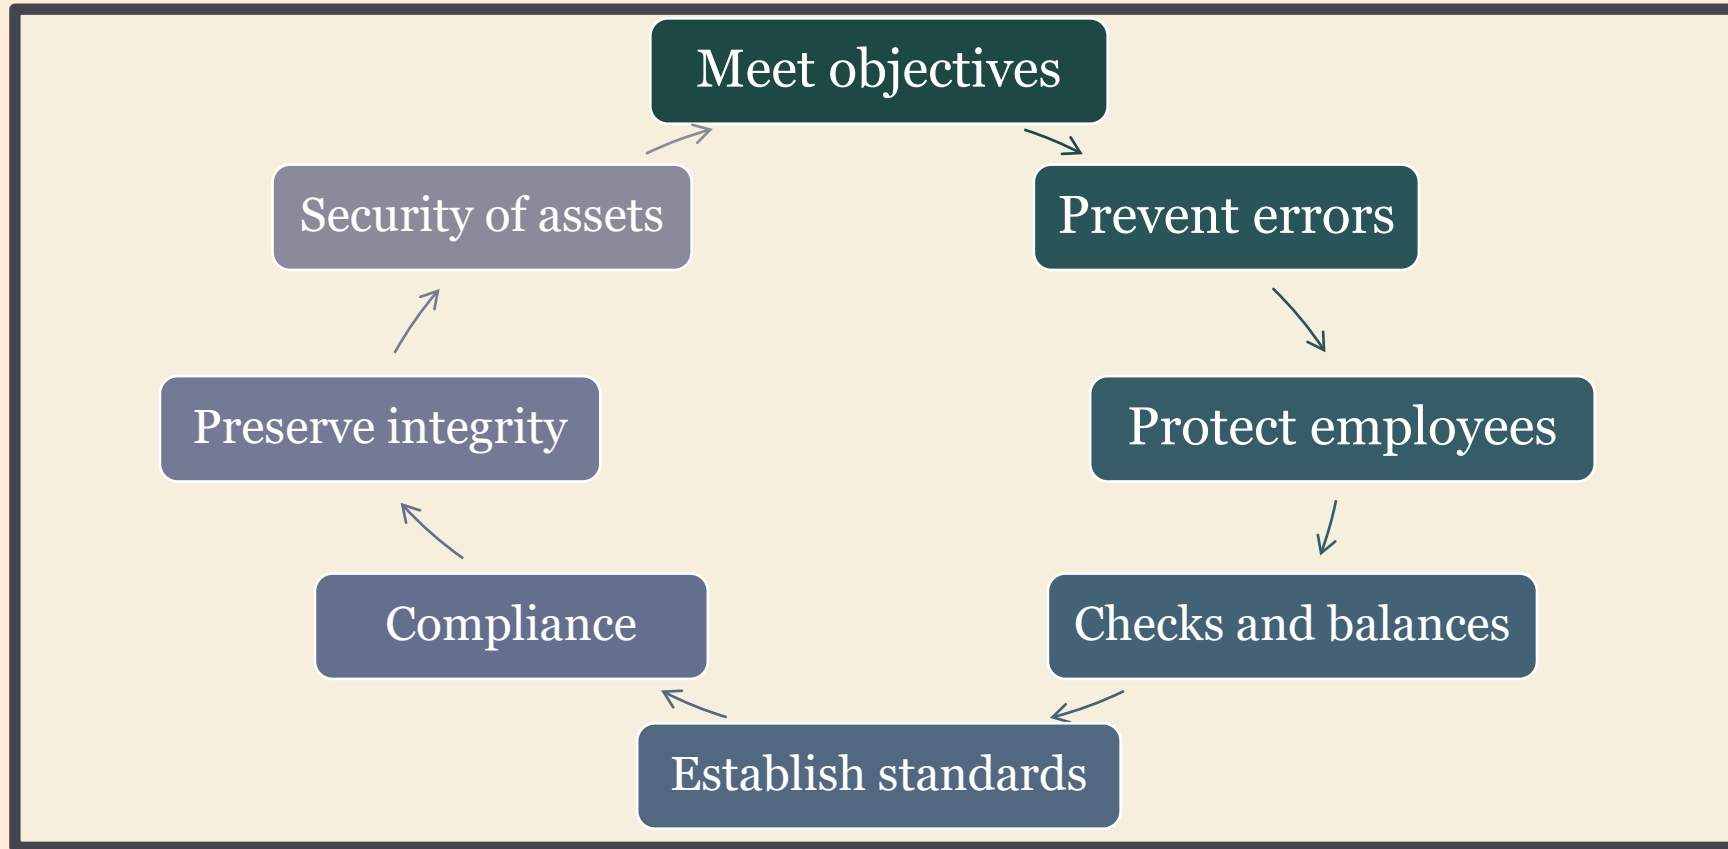 Meet objectives
Prevent errors
Protect employees
Checks and balances
Establish standards
Compliance
Preserve integrity
Security of assets